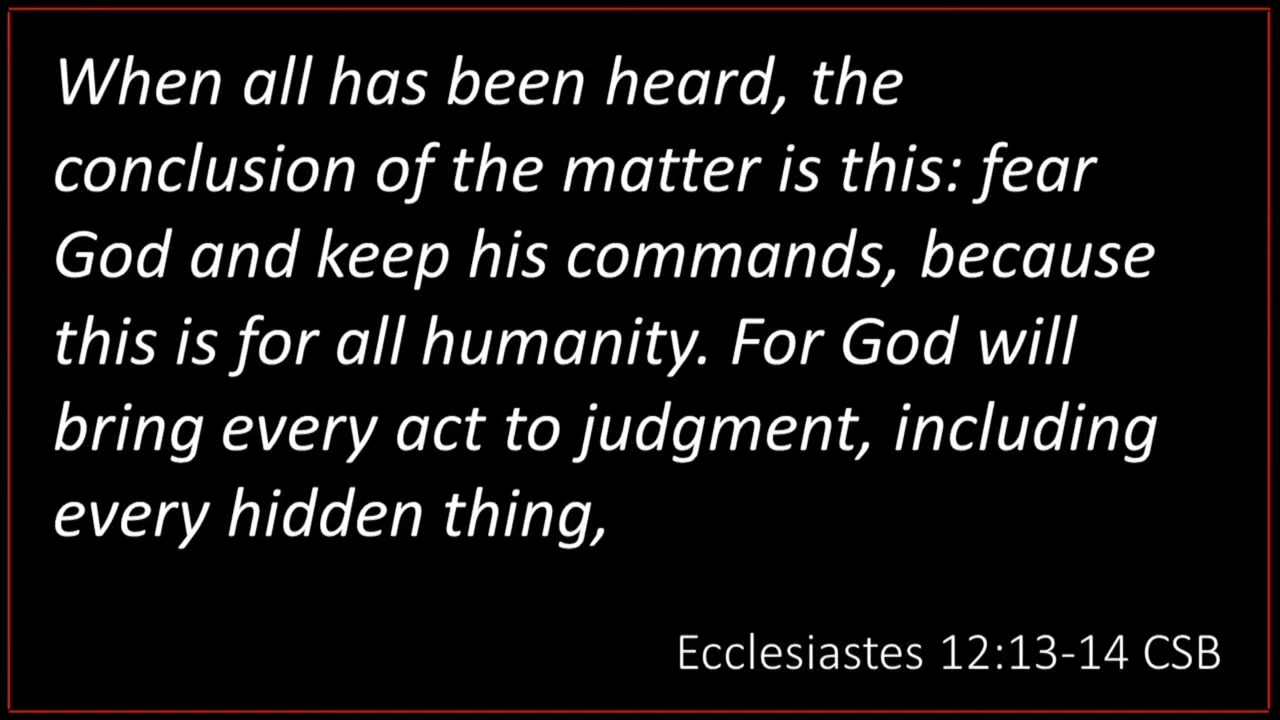 When all has been heard, the
conclusion of the matter is this: fear
God and keep his commands, because
this is for all humanity. For God will
bring every act to judgment, including
every hidden thing,
Ecclesiastes 12:13-14 CSB